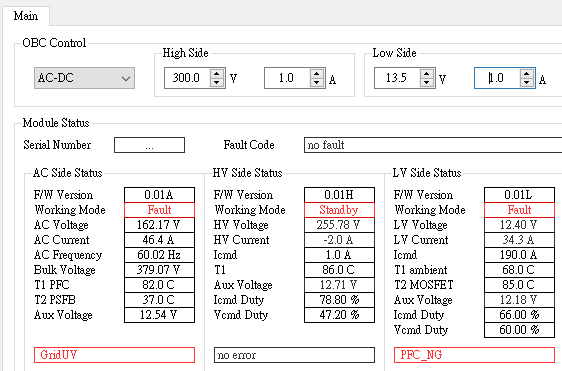 Main
OBC Control
AC-DC
High Side
300.0 V 1.0 A
Low Side
13.5 V 1.0 A
Module Status
Serial Number ... Fault Code no fault
AC Side Status
F/W Version 0.01A
Working Mode Fault
AC Voltage 162.17 V
AC Current 46.4 A
AC Frequency 60.02 Hz
Bulk Voltage 379.07 V
T1 PFC 82.0 C
T2 PSFB 37.0 C
Aux Voltage 12.54 V
GridUV
HV Side Status
F/W Version 0.01H
Working Mode Standby
HV Voltage 255.78 V
HV Current -2.0 A
Icmd 1.0 A
T1 86.0 C
Aux Voltage 12.71 V
Icmd Duty 78.80 %
Vcmd Duty 47.20 %
no error
LV Side Status
F/W Version 0.01L
Working Mode Fault
LV Voltage 12.40 V
LV Current 34.3 A
Icmd 190.0 A
T1 ambient 68.0 C
T2 MOSFET 85.0 C
Aux Voltage 12.18 V
Icmd Duty 66.00 %
Vcmd Duty 60.00 %
PFC_NG